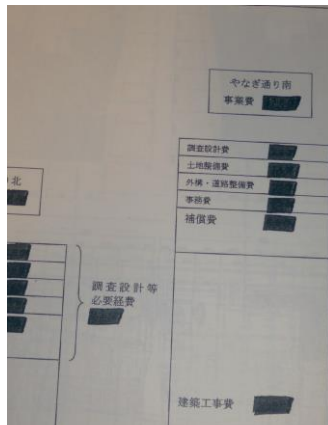 やなぎ通り南
事業費
調査設計費
土地整備費
外構・道路整備費
事務費
補償費
北
調査設計等
必要経費
建築工事費